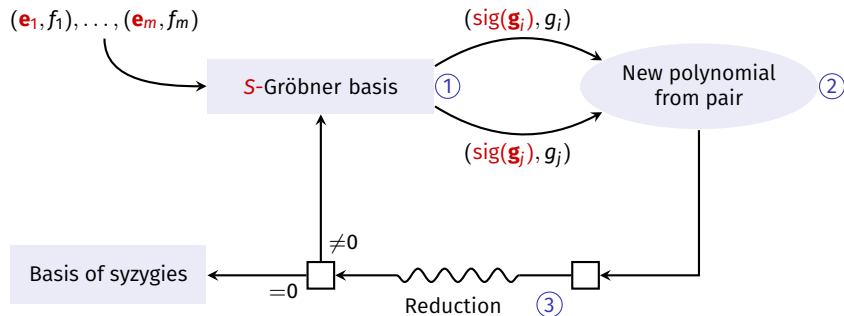 (𝐞₁, f₁), . . . , (𝐞ₘ, fₘ)
(sig(𝐠ᵢ), gᵢ)
S-Gröbner basis
①
New polynomial
from pair
②
(sig(𝐠ⱼ), gⱼ)
≠0
Basis of syzygies
=0
Reduction
③